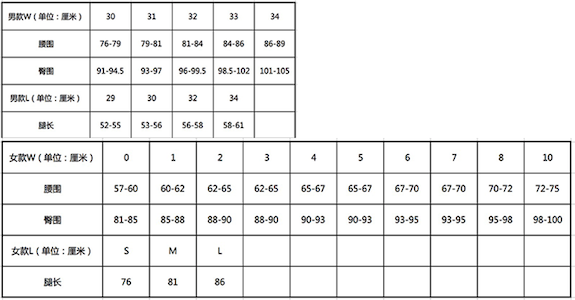 男款W（单位：厘米） 30 31 32 33 34
腰围 76-79 79-81 81-84 84-86 86-89
臀围 91-94.5 93-97 96-99.5 98.5-102 101-105
男款L（单位：厘米） 29 30 32 34
腿长 52-55 53-56 56-58 58-61
女款W（单位：厘米） 0 1 2 3 4 5 6 7 8 10
腰围 57-60 60-62 62-65 62-65 65-67 65-67 67-70 67-70 70-72 72-75
臀围 81-85 85-88 88-90 88-90 90-93 90-93 93-95 93-95 95-98 98-100
女款L（单位：厘米） S M L
腿长 76 81 86